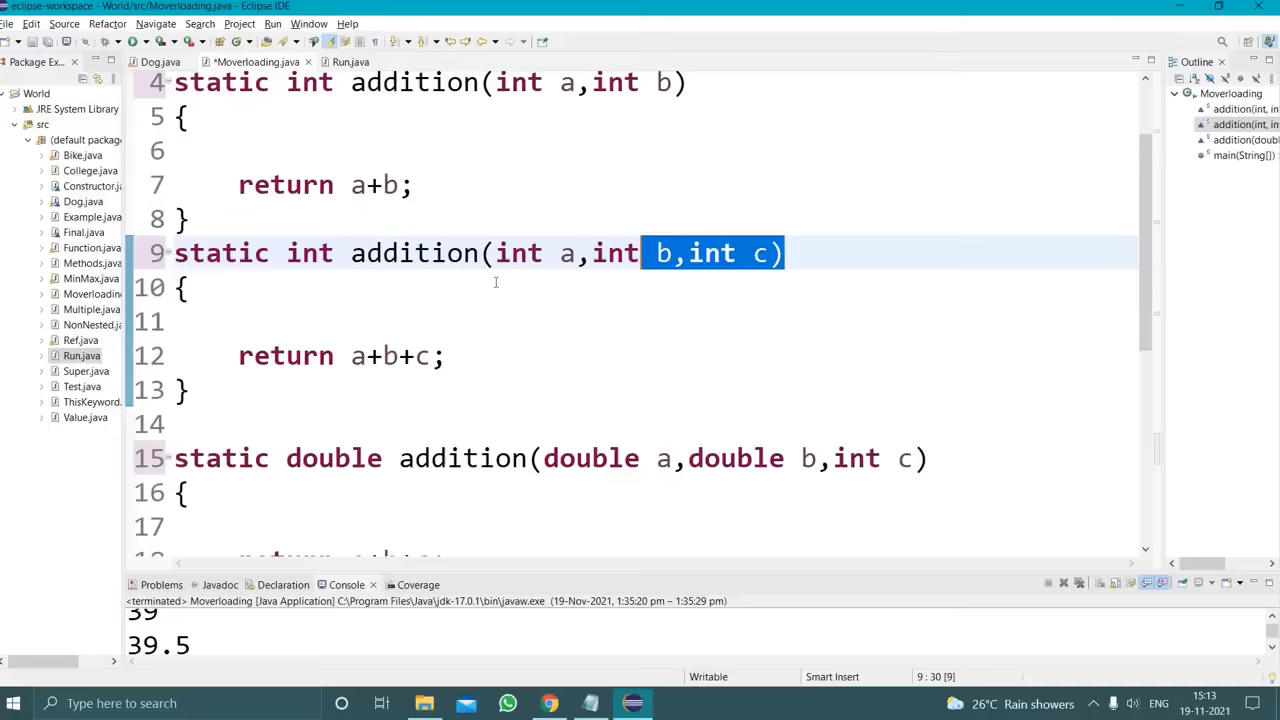 eclipse-workspace - World/src/Moverloading.java - Eclipse IDE
File Edit Source Refactor Navigate Search Project Run Window Help
Package Ex...
Dog.java *Moverloading.java Run.java
Outline
World
JRE System Library
src
(default package
Bike.java
College.java
Constructor.ja
Dog.java
Example.java
Final.java
Function.java
Methods.java
MinMax.java
Moverloading
Multiple.java
NonNested.ja
Ref.java
Run.java
Super.java
Test.java
ThisKeyword.
Value.java
4 static int addition(int a,int b)
5 {
6
7 return a+b;
8 }
9 static int addition(int a,int b,int c)
10 {
11
12 return a+b+c;
13 }
14
15 static double addition(double a,double b,int c)
16 {
17
18 return a+b+c;
Moverloading
addition(int, in
addition(int, in
addition(doub
main(String[])
Problems Javadoc Declaration Console Coverage
<terminated> Moverloading [Java Application] C:\Program Files\Java\jdk-17.0.1\bin\javaw.exe (19-Nov-2021, 1:35:20 pm – 1:35:29 pm)
39
39.5
Writable Smart Insert 9 : 30 [9]
Type here to search
26°C Rain showers ENG 15:13
19-11-2021